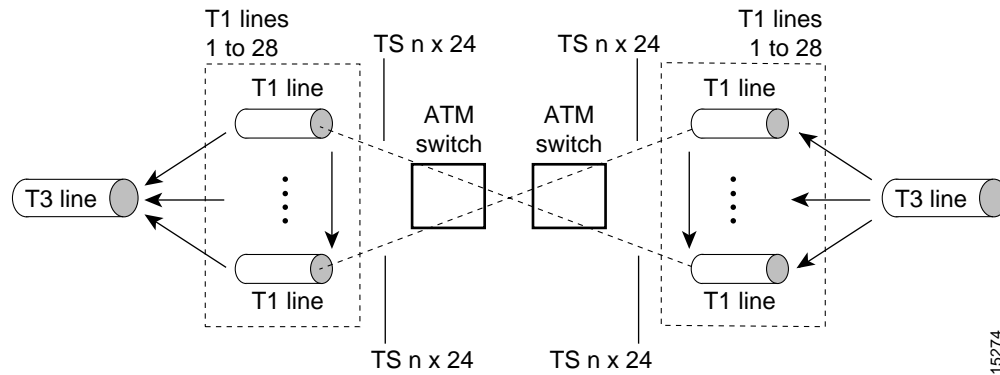 T1 lines
1 to 28
TS n x 24
TS n x 24
T1 lines
1 to 28
T1 line
ATM
switch
ATM
switch
T1 line
T3 line
T3 line
T1 line
T1 line
TS n x 24
TS n x 24
15274